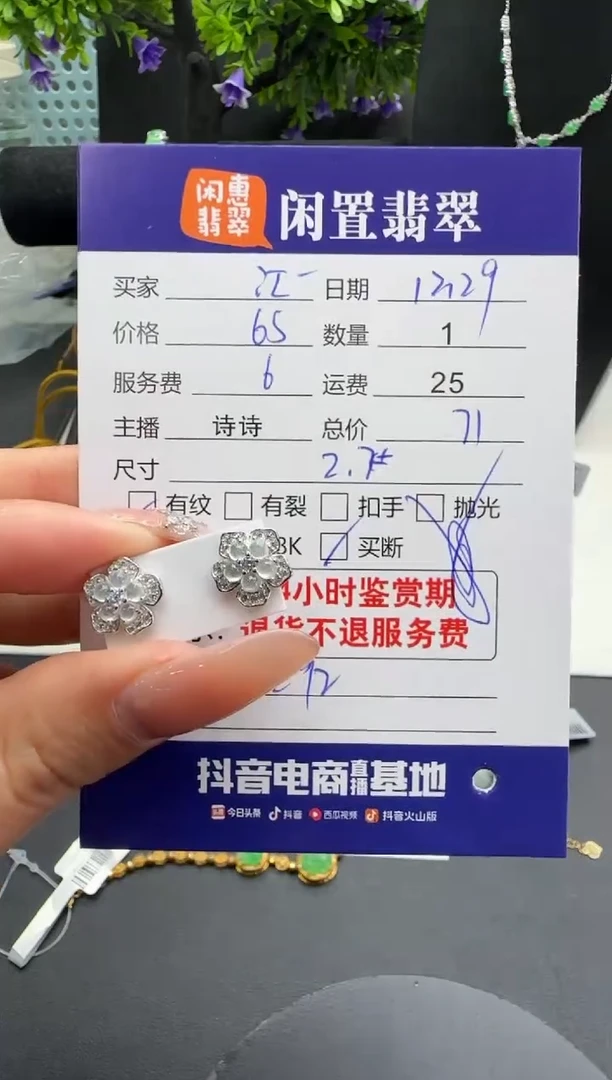 闲惠翡翠 闲置翡翠
买家 江一 日期 12.29
价格 65 数量 1
服务费 6 运费 25
主播 诗诗 总价 71
尺寸 2.7#
有纹 有裂 扣手 抛光
8K 买断
4小时鉴赏期
退货不退服务费
抖音电商直播基地
今日头条 抖音 西瓜视频 抖音火山版